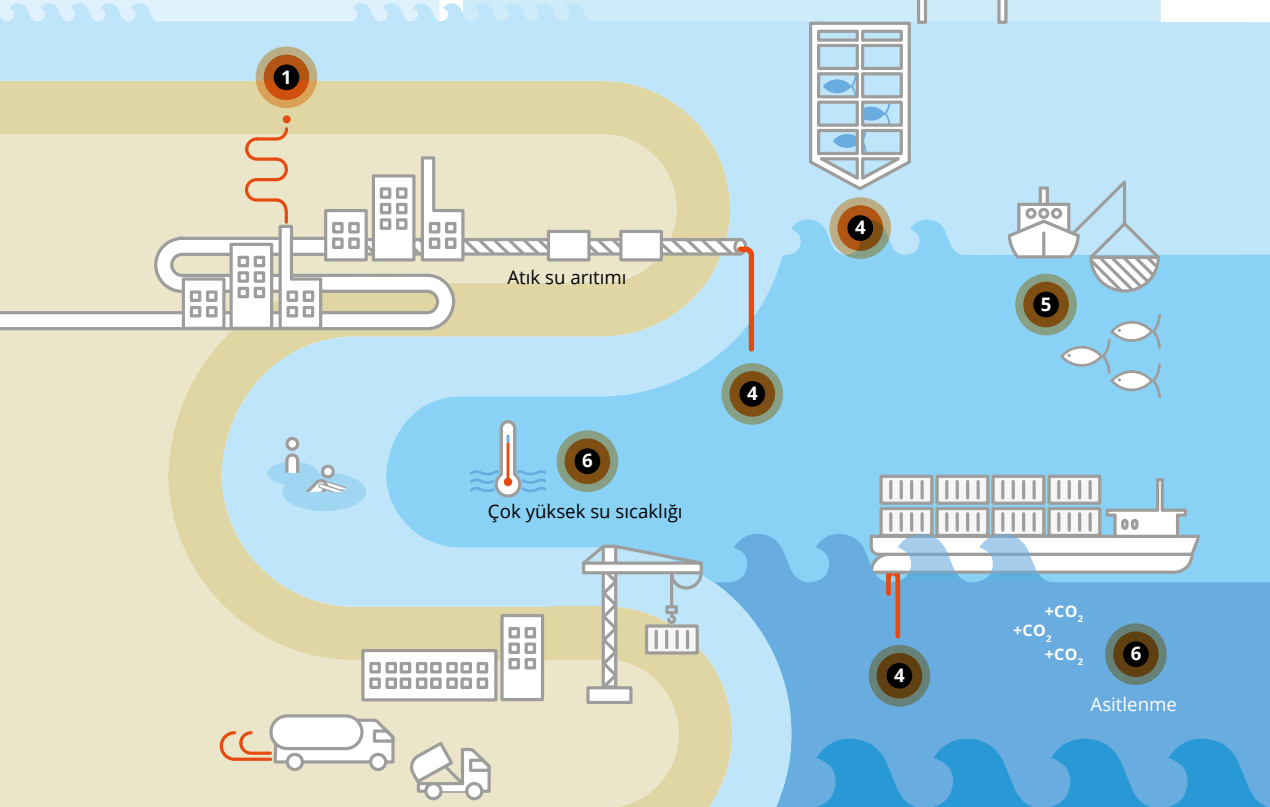 1
4
Atık su arıtımı
5
4
6
Çok yüksek su sıcaklığı
+CO₂
+CO₂
+CO₂
6
4
Asitlenme